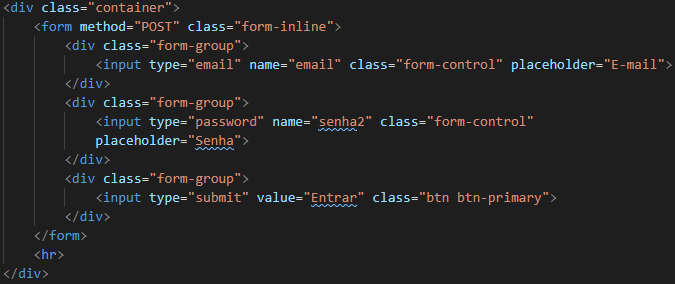 <div class="container">
    <form method="POST" class="form-inline">
        <div class="form-group">
            <input type="email" name="email" class="form-control" placeholder="E-mail">
        </div>
        <div class="form-group">
            <input type="password" name="senha2" class="form-control"
            placeholder="Senha">
        </div>
        <div class="form-group">
            <input type="submit" value="Entrar" class="btn btn-primary">
        </div>
    </form>
    <hr>
</div>